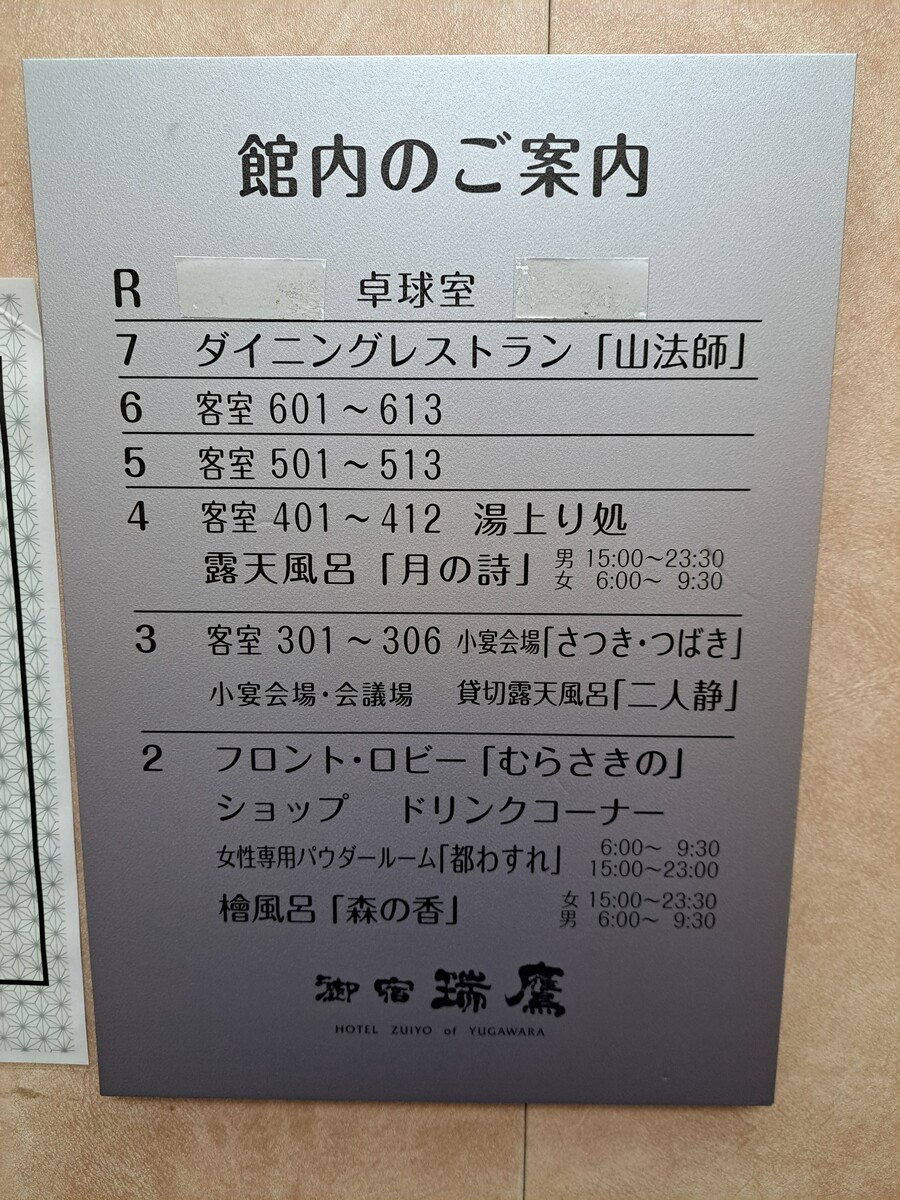 館内のご案内
R 卓球室
7 ダイニングレストラン「山法師」
6 客室 601～613
5 客室 501～513
4 客室 401～412 湯上り処
露天風呂「月の詩」 男 15:00～23:30
女 6:00～ 9:30
3 客室 301～306 小宴会場「さつき・つばき」
小宴会場・会議場 貸切露天風呂「二人静」
2 フロント・ロビー「むらさきの」
ショップ ドリンクコーナー
女性専用パウダールーム「都わすれ」 6:00～ 9:30
15:00～23:00
檜風呂「森の香」 女 15:00～23:30
男 6:00～ 9:30
御宿 瑞鷹
HOTEL ZUIYO of YUGAWARA